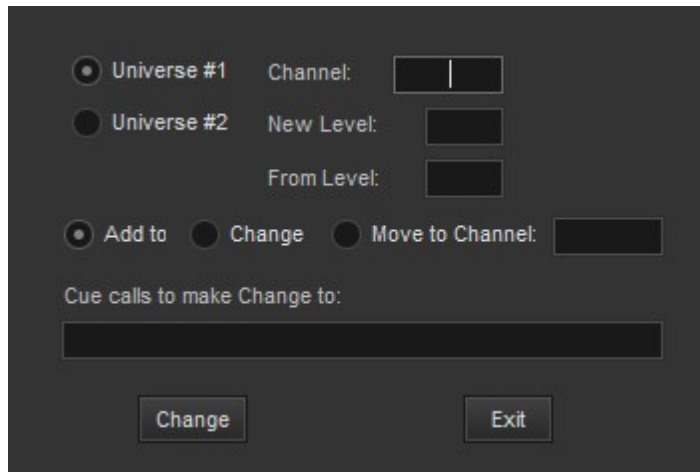 Universe #1 Channel:
Universe #2 New Level:
From Level:
Add to Change Move to Channel:
Cue calls to make Change to:
Change Exit